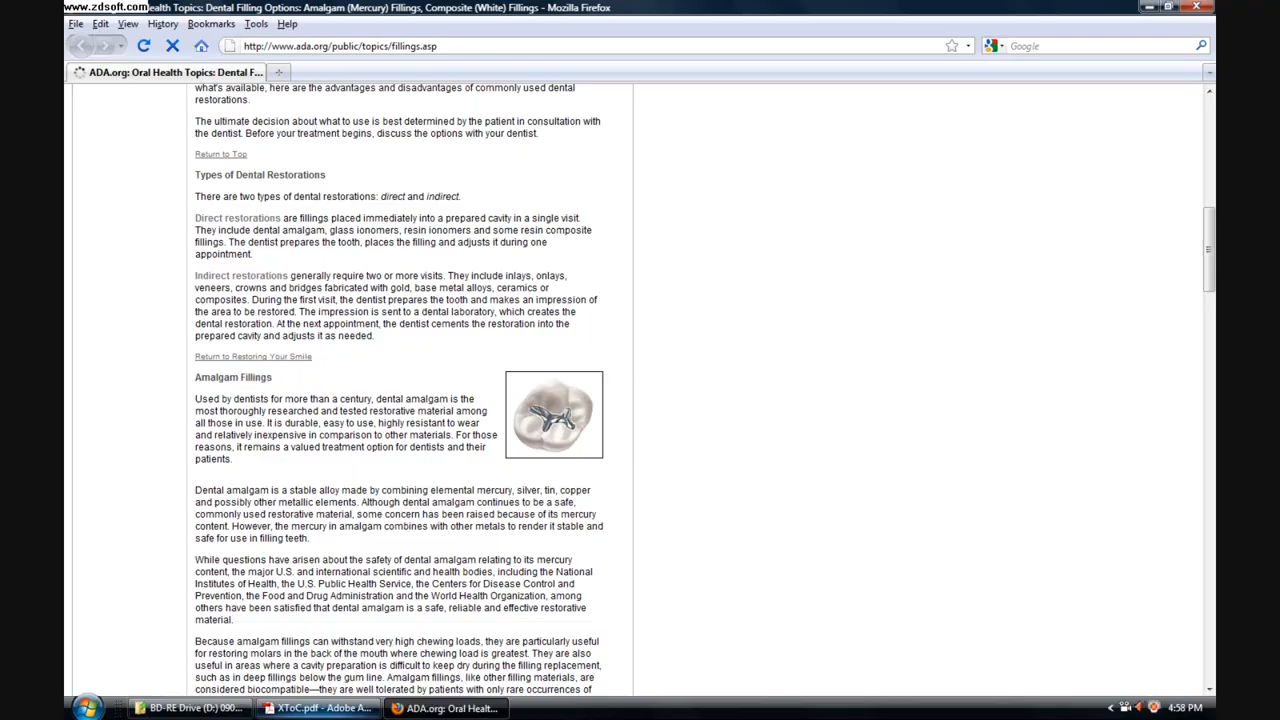 www.zdsoft.com
ealth Topics: Dental Filling Options: Amalgam (Mercury) Fillings, Composite (White) Fillings - Mozilla Firefox
File Edit View History Bookmarks Tools Help
http://www.ada.org/public/topics/fillings.asp
Google
ADA.org: Oral Health Topics: Dental F...
what's available, here are the advantages and disadvantages of commonly used dental
restorations.
The ultimate decision about what to use is best determined by the patient in consultation with
the dentist. Before your treatment begins, discuss the options with your dentist.
Return to Top
Types of Dental Restorations
There are two types of dental restorations: direct and indirect.
Direct restorations are fillings placed immediately into a prepared cavity in a single visit.
They include dental amalgam, glass ionomers, resin ionomers and some resin composite
fillings. The dentist prepares the tooth, places the filling and adjusts it during one
appointment.
Indirect restorations generally require two or more visits. They include inlays, onlays,
veneers, crowns and bridges fabricated with gold, base metal alloys, ceramics or
composites. During the first visit, the dentist prepares the tooth and makes an impression of
the area to be restored. The impression is sent to a dental laboratory, which creates the
dental restoration. At the next appointment, the dentist cements the restoration into the
prepared cavity and adjusts it as needed.
Return to Restoring Your Smile
Amalgam Fillings
Used by dentists for more than a century, dental amalgam is the
most thoroughly researched and tested restorative material among
all those in use. It is durable, easy to use, highly resistant to wear
and relatively inexpensive in comparison to other materials. For those
reasons, it remains a valued treatment option for dentists and their
patients.
Dental amalgam is a stable alloy made by combining elemental mercury, silver, tin, copper
and possibly other metallic elements. Although dental amalgam continues to be a safe,
commonly used restorative material, some concern has been raised because of its mercury
content. However, the mercury in amalgam combines with other metals to render it stable and
safe for use in filling teeth.
While questions have arisen about the safety of dental amalgam relating to its mercury
content, the major U.S. and international scientific and health bodies, including the National
Institutes of Health, the U.S. Public Health Service, the Centers for Disease Control and
Prevention, the Food and Drug Administration and the World Health Organization, among
others have been satisfied that dental amalgam is a safe, reliable and effective restorative
material.
Because amalgam fillings can withstand very high chewing loads, they are particularly useful
for restoring molars in the back of the mouth where chewing load is greatest. They are also
useful in areas where a cavity preparation is difficult to keep dry during the filling replacement,
such as in deep fillings below the gum line. Amalgam fillings, like other filling materials, are
considered biocompatible—they are well tolerated by patients with only rare occurrences of
BD-RE Drive (D:) 090...
XToC.pdf - Adobe A...
ADA.org: Oral Healt...
4:58 PM